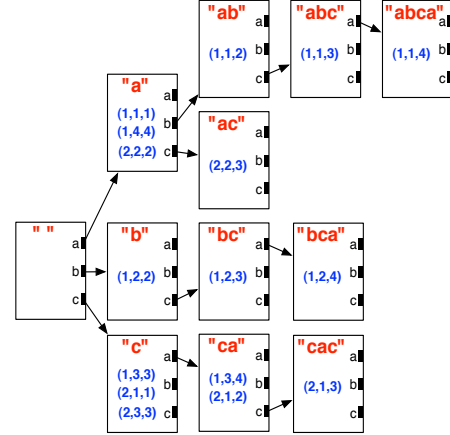 "ab"
a
(1,1,2)
b
c
"abc"
a
(1,1,3)
b
c
"abca"
a
(1,1,4)
b
c
"a"
a
(1,1,1)
(1,4,4)
b
(2,2,2)
c
"ac"
a
(2,2,3)
b
c
" "
a
b
c
"b"
a
(1,2,2)
b
c
"bc"
a
(1,2,3)
b
c
"bca"
a
(1,2,4)
b
c
"c"
a
(1,3,3)
(2,1,1)
b
(2,3,3)
c
"ca"
a
(1,3,4)
(2,1,2)
b
c
"cac"
a
(2,1,3)
b
c